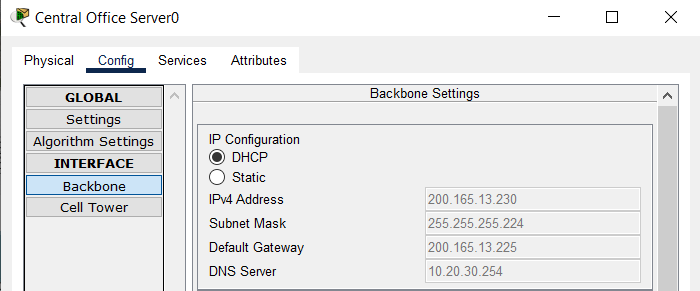 Central Office Server0
Physical Config Services Attributes
GLOBAL
Settings
Algorithm Settings
INTERFACE
Backbone
Cell Tower
Backbone Settings
IP Configuration
DHCP
Static
IPv4 Address 200.165.13.230
Subnet Mask 255.255.255.224
Default Gateway 200.165.13.225
DNS Server 10.20.30.254